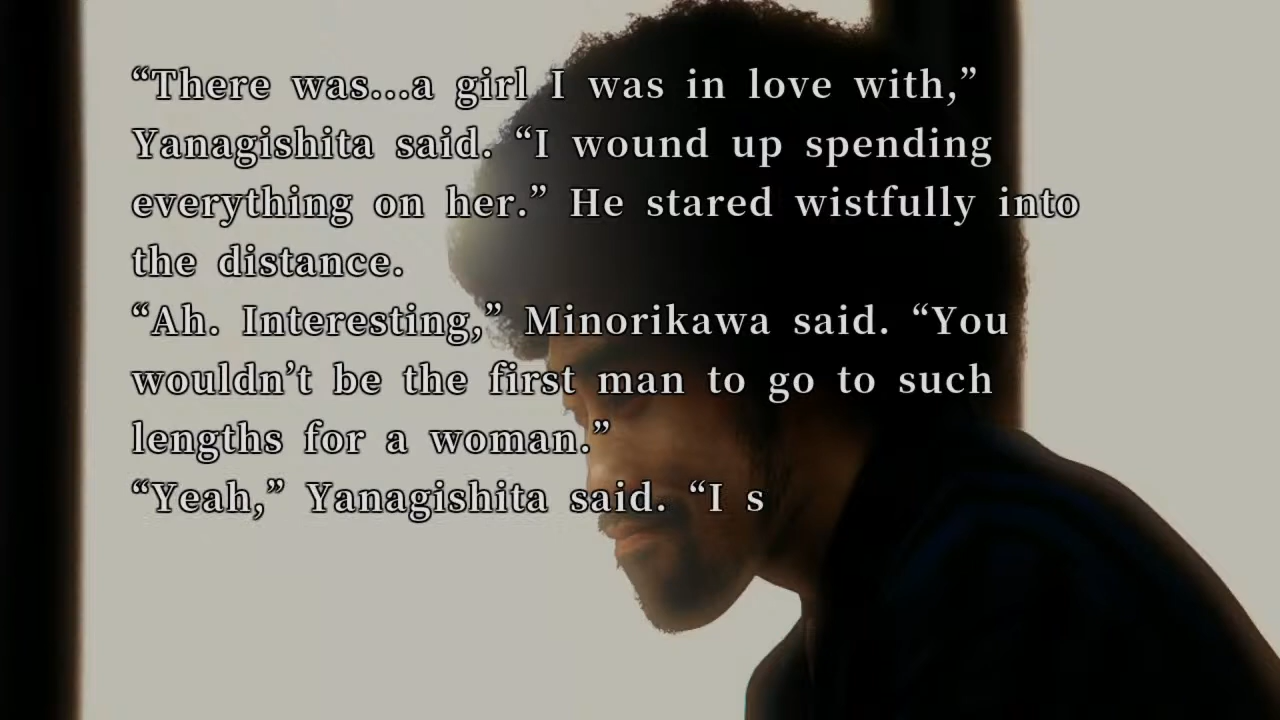 “There was...a girl I was in love with,”
Yanagishita said. “I wound up spending
everything on her.” He stared wistfully into
the distance.
“Ah. Interesting,” Minorikawa said. “You
wouldn’t be the first man to go to such
lengths for a woman.”
“Yeah,” Yanagishita said. “I s